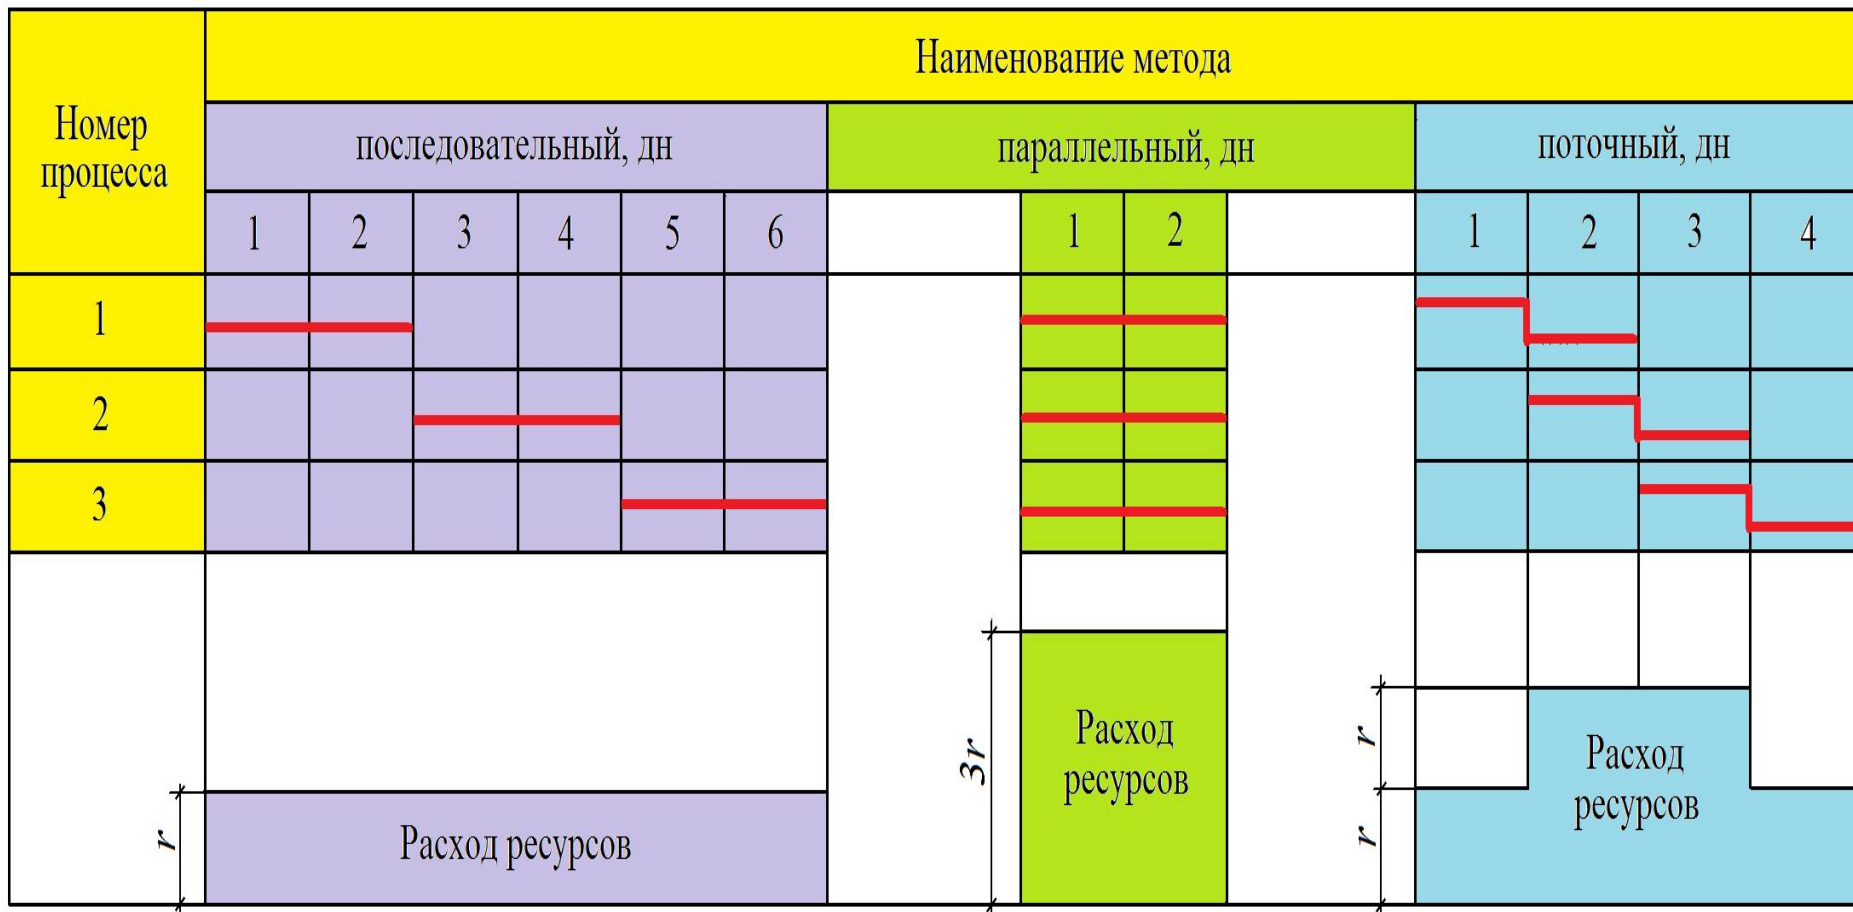 Наименование метода
Номер
процесса
последовательный, дн
параллельный, дн
поточный, дн
1 2 3 4 5 6
1 2
1 2 3 4
1
2
3
r
Расход ресурсов
3r
Расход
ресурсов
r
r
Расход
ресурсов